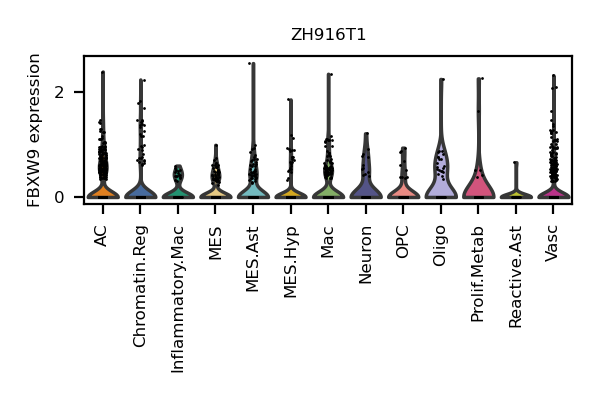 ZH916T1
FBXW9 expression
2
0
AC
Chromatin.Reg
Inflammatory.Mac
MES
MES.Ast
MES.Hyp
Mac
Neuron
OPC
Oligo
Prolif.Metab
Reactive.Ast
Vasc